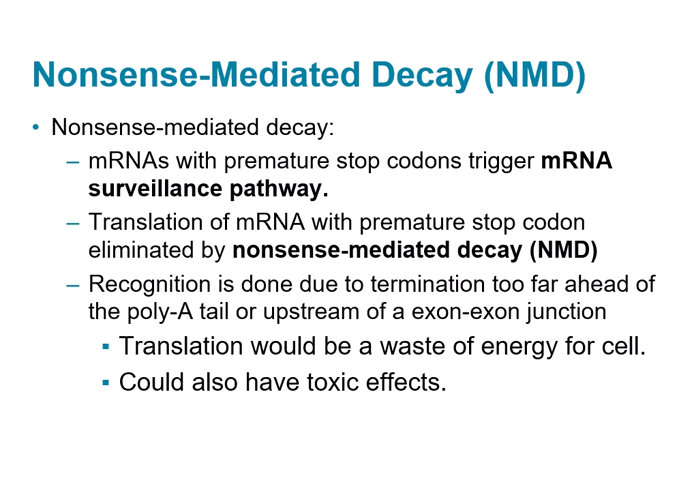 Nonsense-Mediated Decay (NMD)
• Nonsense-mediated decay:
– mRNAs with premature stop codons trigger mRNA
surveillance pathway.
– Translation of mRNA with premature stop codon
eliminated by nonsense-mediated decay (NMD)
– Recognition is done due to termination too far ahead of
the poly-A tail or upstream of a exon-exon junction
▪ Translation would be a waste of energy for cell.
▪ Could also have toxic effects.